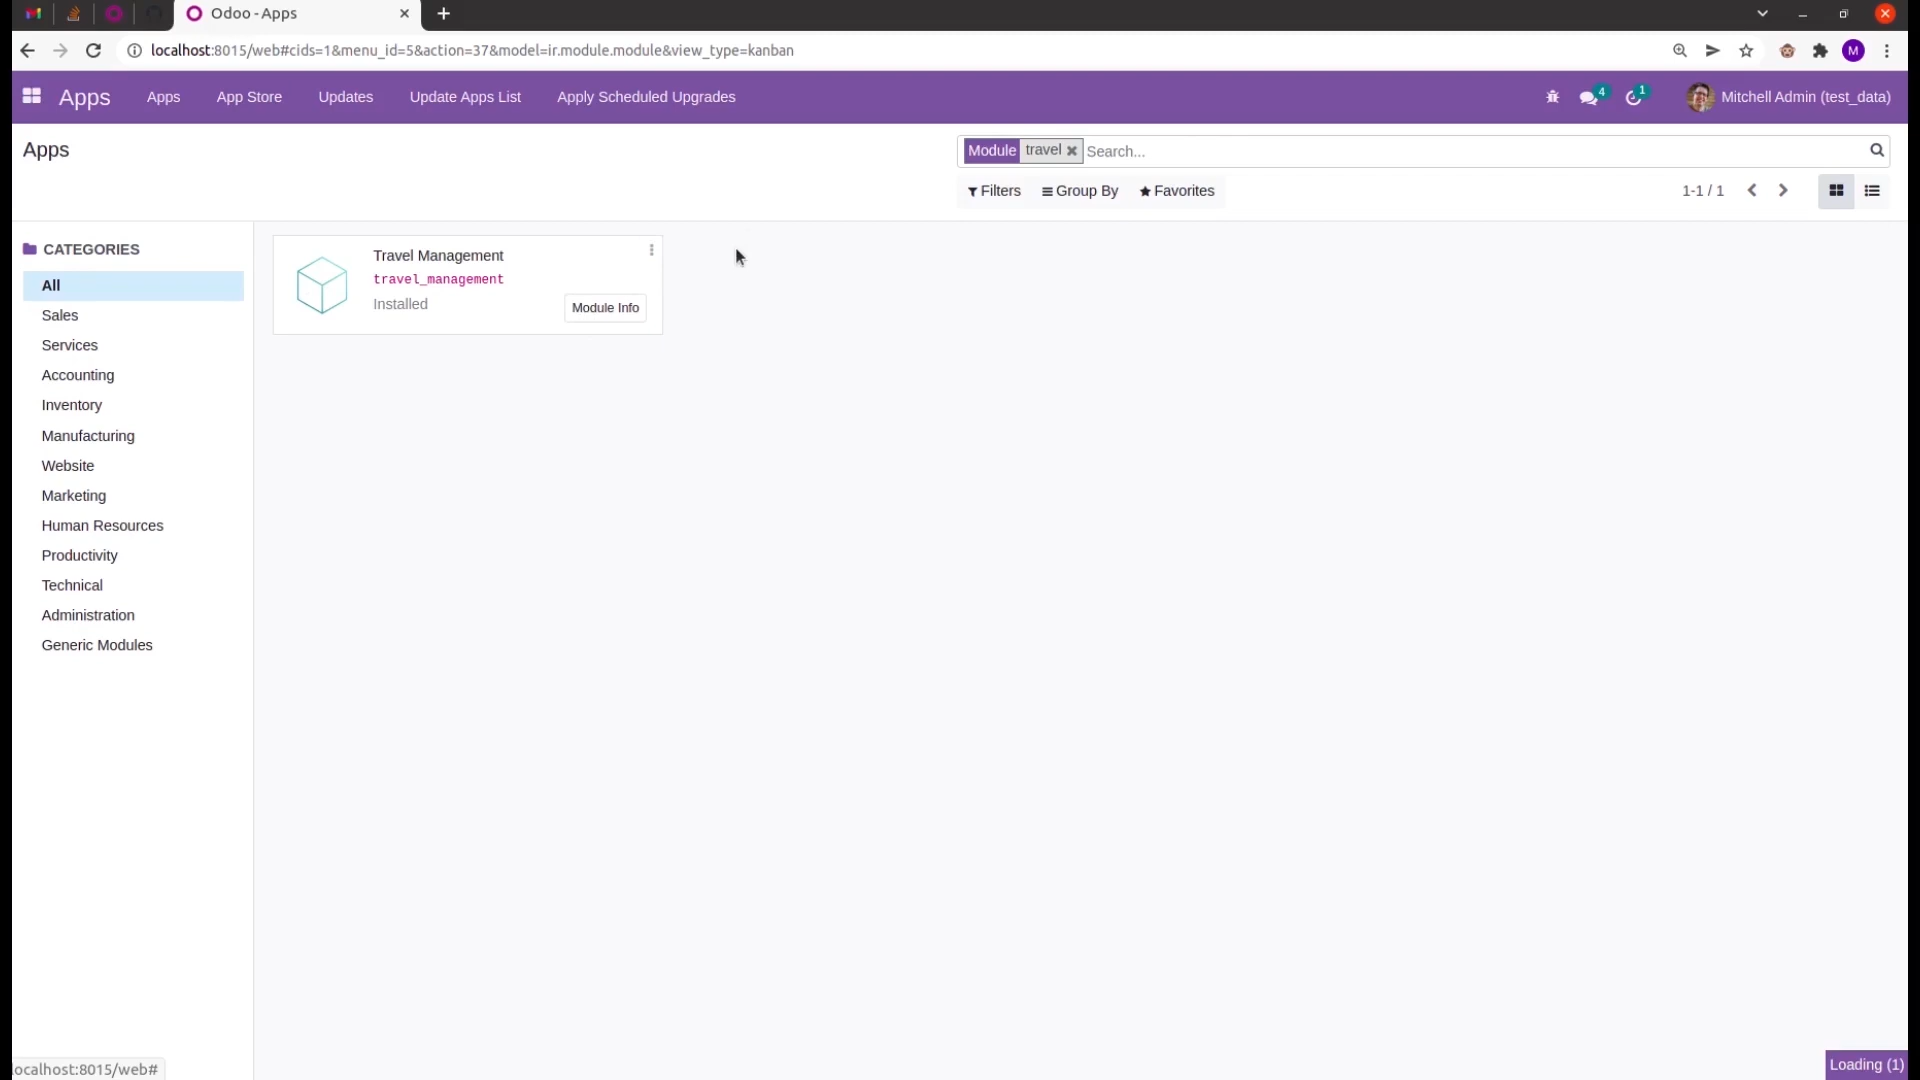 Odoo - Apps
localhost:8015/web#cids=1&menu_id=5&action=37&model=ir.module.module&view_type=kanban
M
Apps
Apps
App Store
Updates
Update Apps List
Apply Scheduled Upgrades
4
1
Mitchell Admin (test_data)
Apps
Module travel Search...
Filters
Group By
Favorites
1-1 / 1
CATEGORIES
All
Sales
Services
Accounting
Inventory
Manufacturing
Website
Marketing
Human Resources
Productivity
Technical
Administration
Generic Modules
Travel Management
travel_management
Installed
Module Info
localhost:8015/web#
Loading (1)